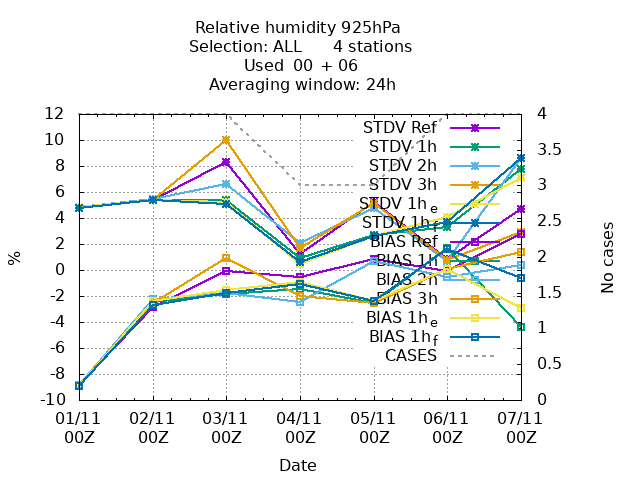 Relative humidity 925hPa
Selection: ALL 4 stations
Used 00 + 06
Averaging window: 24h
12
10
8
6
4
2
0
-2
-4
-6
-8
-10
%
4
3.5
3
2.5
2
1.5
1
0.5
0
No cases
STDV Ref
STDV 1h
STDV 2h
STDV 3h
STDV 1h e
STDV 1h f
BIAS Ref
BIAS 1h
BIAS 2h
BIAS 3h
BIAS 1h e
BIAS 1h f
CASES
01/11 02/11 03/11 04/11 05/11 06/11 07/11
00Z 00Z 00Z 00Z 00Z 00Z 00Z
Date